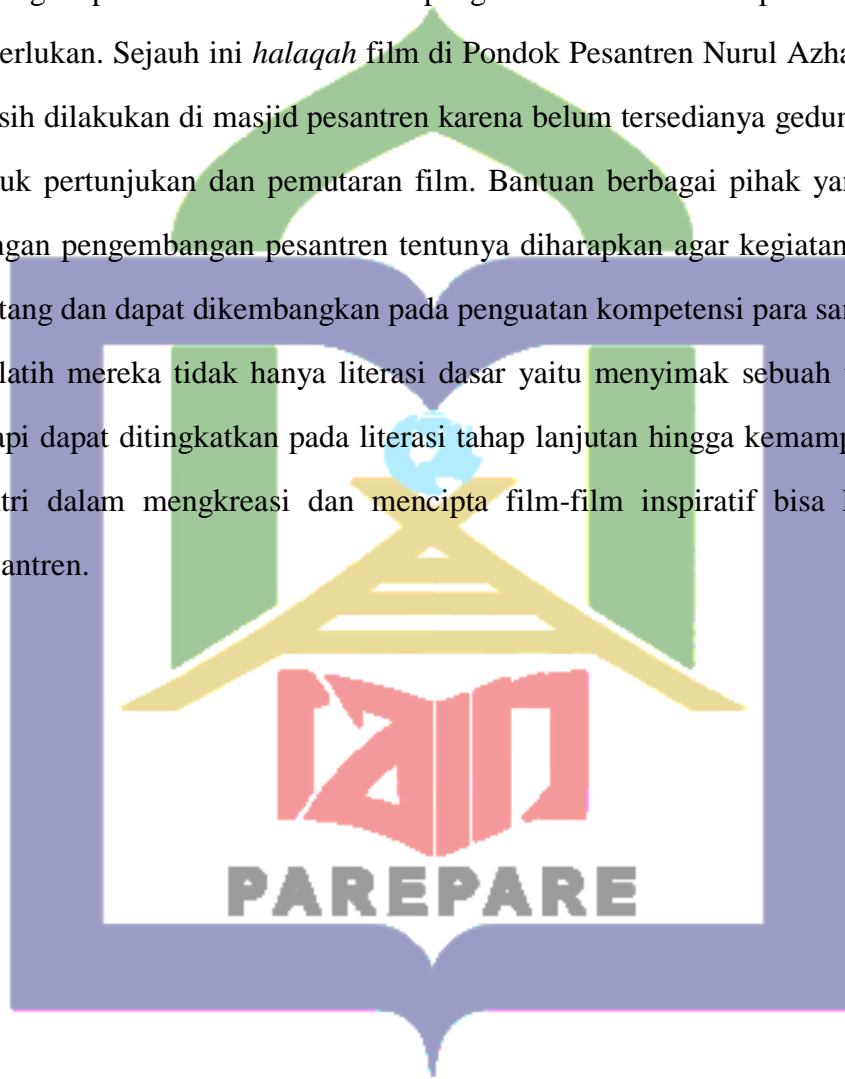 erlukan. Sejauh ini halaqah film di Pondok Pesantren Nurul Azha
sih dilakukan di masjid pesantren karena belum tersedianya gedun
uk pertunjukan dan pemutaran film. Bantuan berbagai pihak yan
ngan pengembangan pesantren tentunya diharapkan agar kegiatan
tang dan dapat dikembangkan pada penguatan kompetensi para san
latih mereka tidak hanya literasi dasar yaitu menyimak sebuah
api dapat ditingkatkan pada literasi tahap lanjutan hingga kemamp
tri dalam mengkreasi dan mencipta film-film inspiratif bisa
antren.
iain
PAREPARE